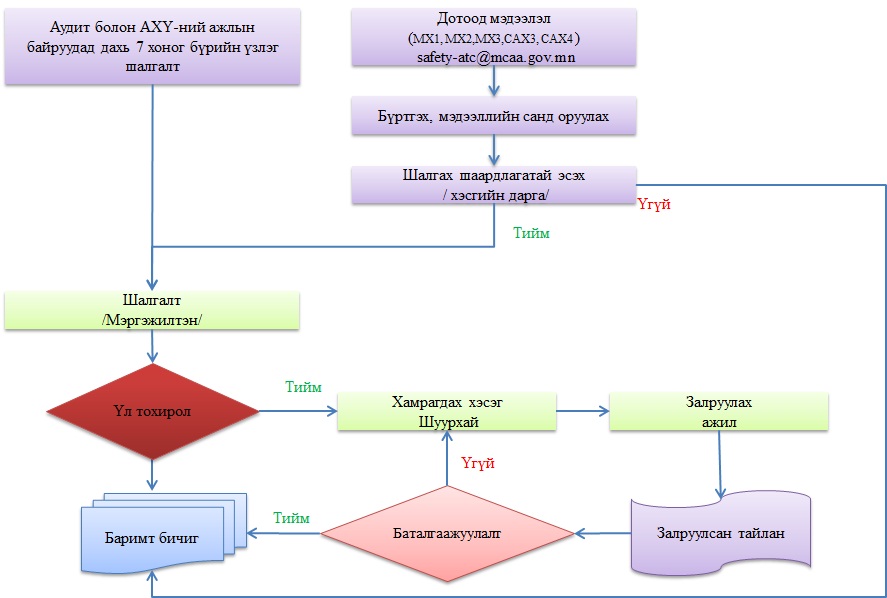 Аудит болон АХҮ-ний ажлын
байруудад дахь 7 хоног бүрийн үзлэг
шалгалт
Дотоод мэдээлэл
(МХ1, МХ2,МХ3,САХ3, САХ4 )
safety-atc@mcaa.gov.mn
Бүртгэх, мэдээллийн санд оруулах
Шалгах шаардлагатай эсэх
/ хэсгийн дарга/
Үгүй
Тийм
Шалгалт
/Мэргэжилтэн/
Үл тохирол
Тийм
Хамрагдах хэсэг
Шуурхай
Залруулах
ажил
Үгүй
Баримт бичиг
Тийм
Баталгаажуулалт
Залруулсан тайлан